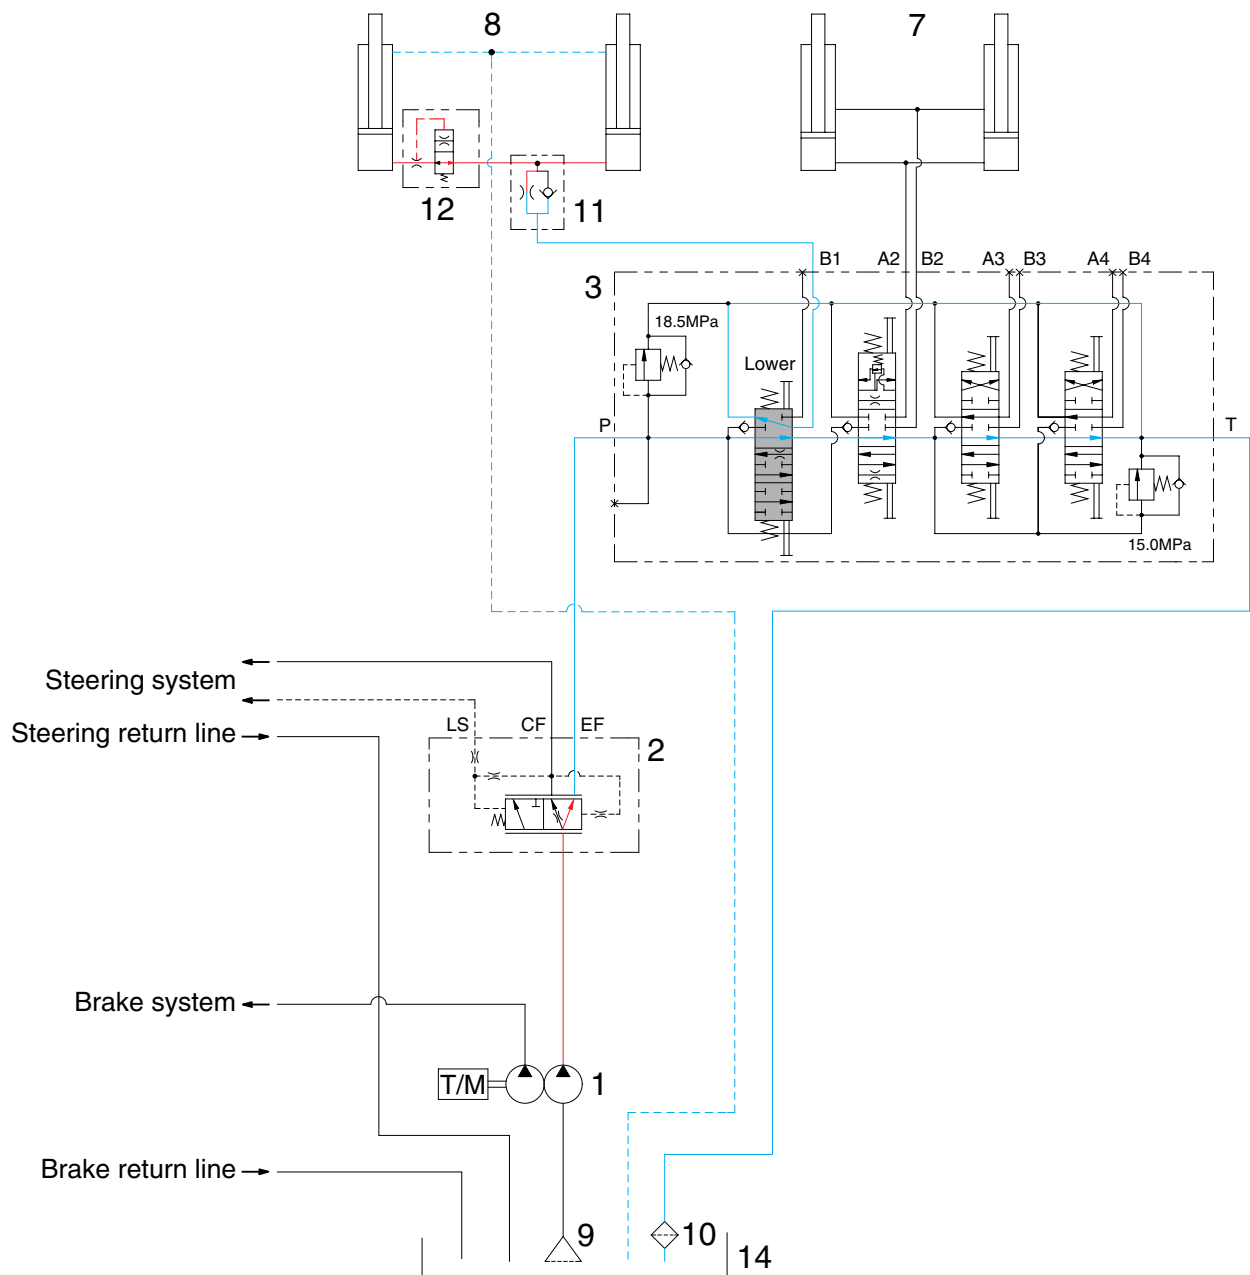 8
7
12
11
3
B1
A2
B2
A3
B3
A4
B4
18.5MPa
Lower
P
T
15.0MPa
Steering system
Steering return line
LS
CF
EF
2
Brake system
T/M
1
Brake return line
9
10
14